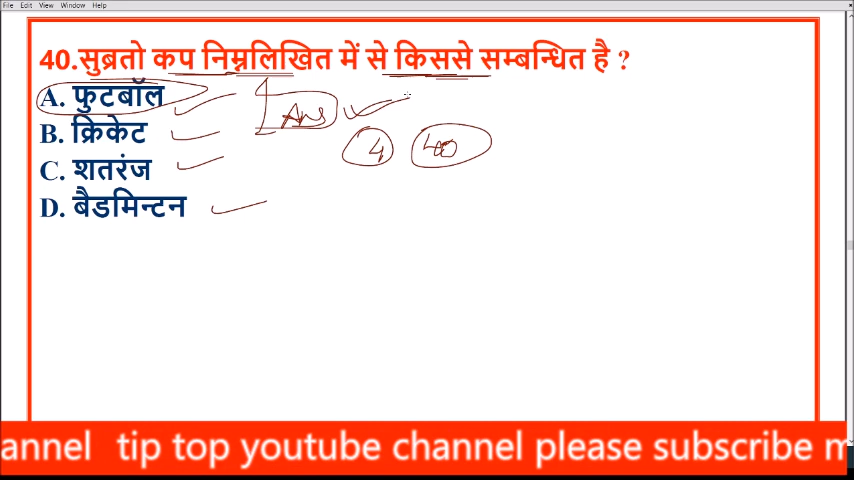 File Edit View Window Help
40.सुब्रतो कप निम्नलिखित में से किससे सम्बन्धित है ?
A. फुटबॉल
Ans
B. क्रिकेट
4 40
C. शतरंज
D. बैडमिन्टन
annel tip top youtube channel please subscribe m